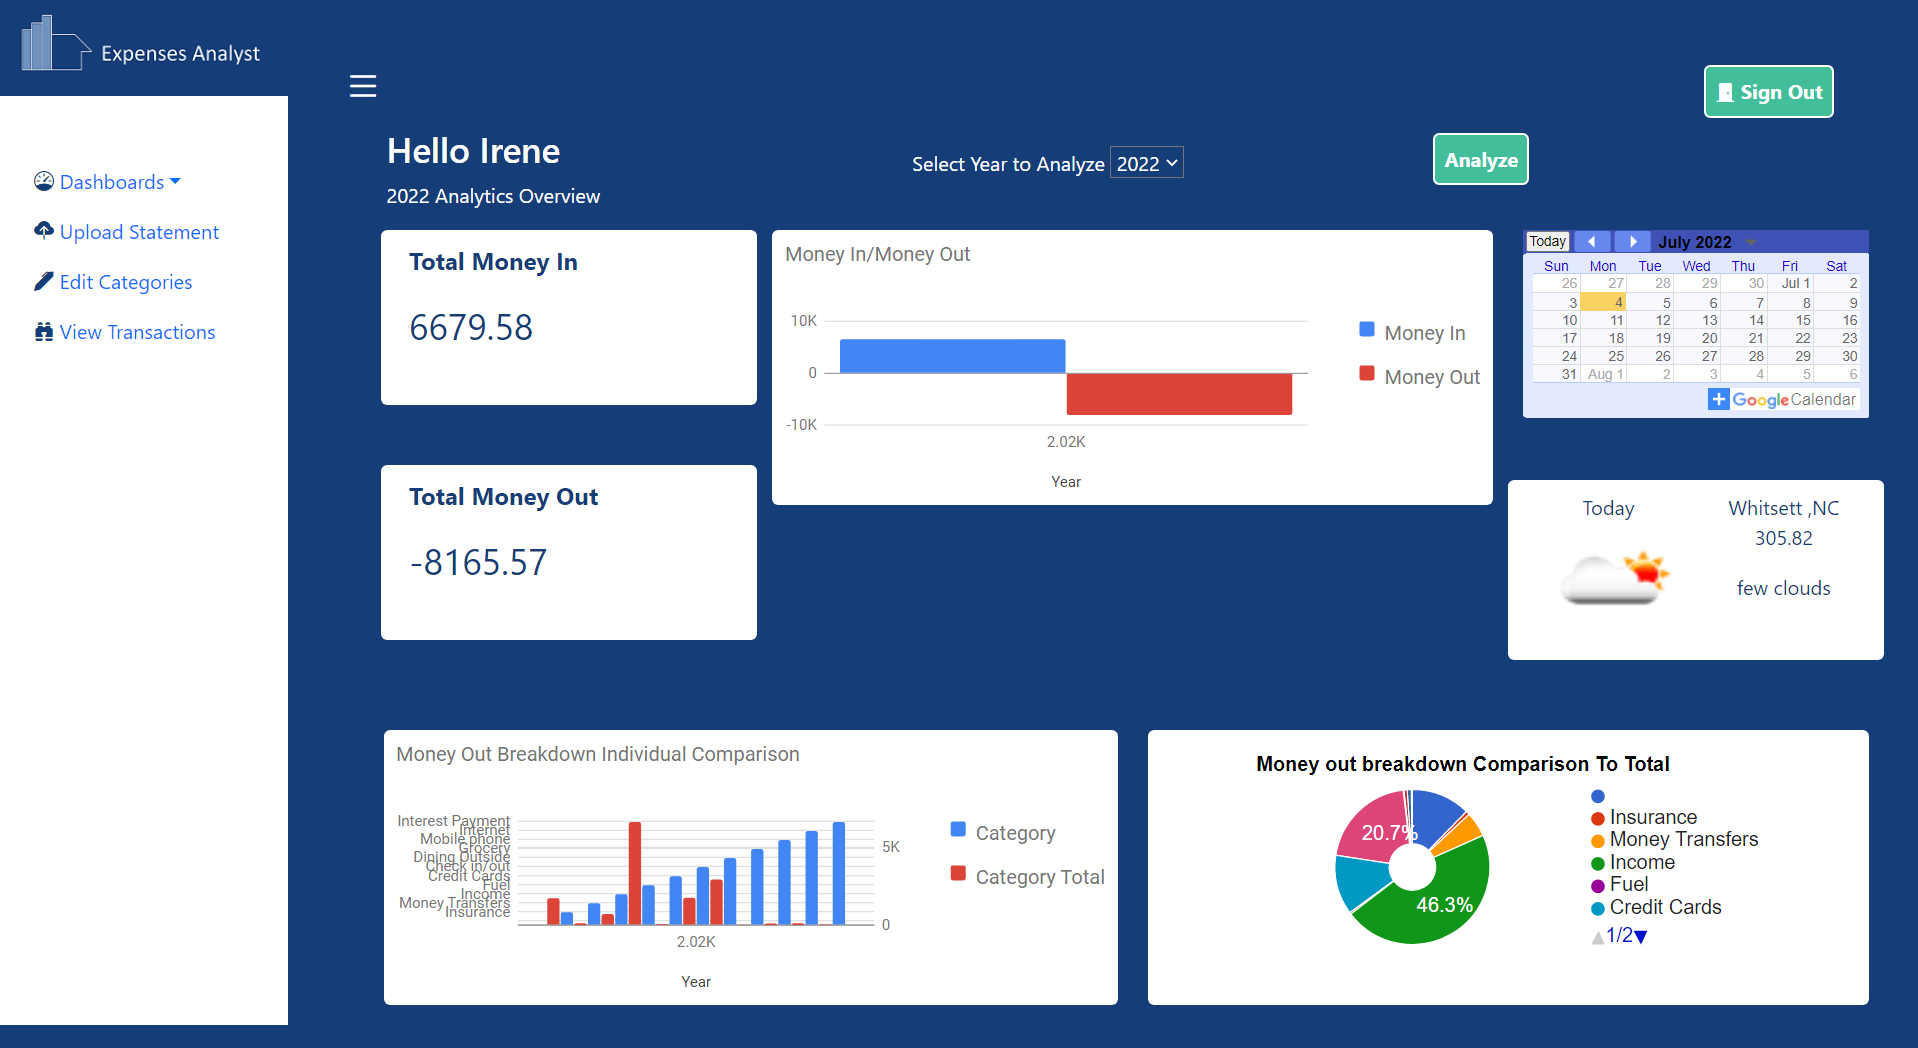 Expenses Analyst
Sign Out
Dashboards
Upload Statement
Edit Categories
View Transactions
Hello Irene
2022 Analytics Overview
Select Year to Analyze 2022
Analyze
Total Money In
6679.58
Total Money Out
-8165.57
Money In/Money Out
10K
0
-10K
2.02K
Year
Money In
Money Out
Today July 2022
Sun Mon Tue Wed Thu Fri Sat
26 27 28 29 30 Jul 1 2
3 4 5 6 7 8 9
10 11 12 13 14 15 16
17 18 19 20 21 22 23
24 25 26 27 28 29 30
31 Aug 1 2 3 4 5 6
+ Google Calendar
Today
Whitsett ,NC
305.82
few clouds
Money Out Breakdown Individual Comparison
Interest Payment
Internet
Mobile phone
Grocery
Dining Outside
Check in/out
Credit Cards
Fuel
Income
Money Transfers
Insurance
5K
0
2.02K
Year
Category
Category Total
Money out breakdown Comparison To Total
20.7%
46.3%
Insurance
Money Transfers
Income
Fuel
Credit Cards
1/2